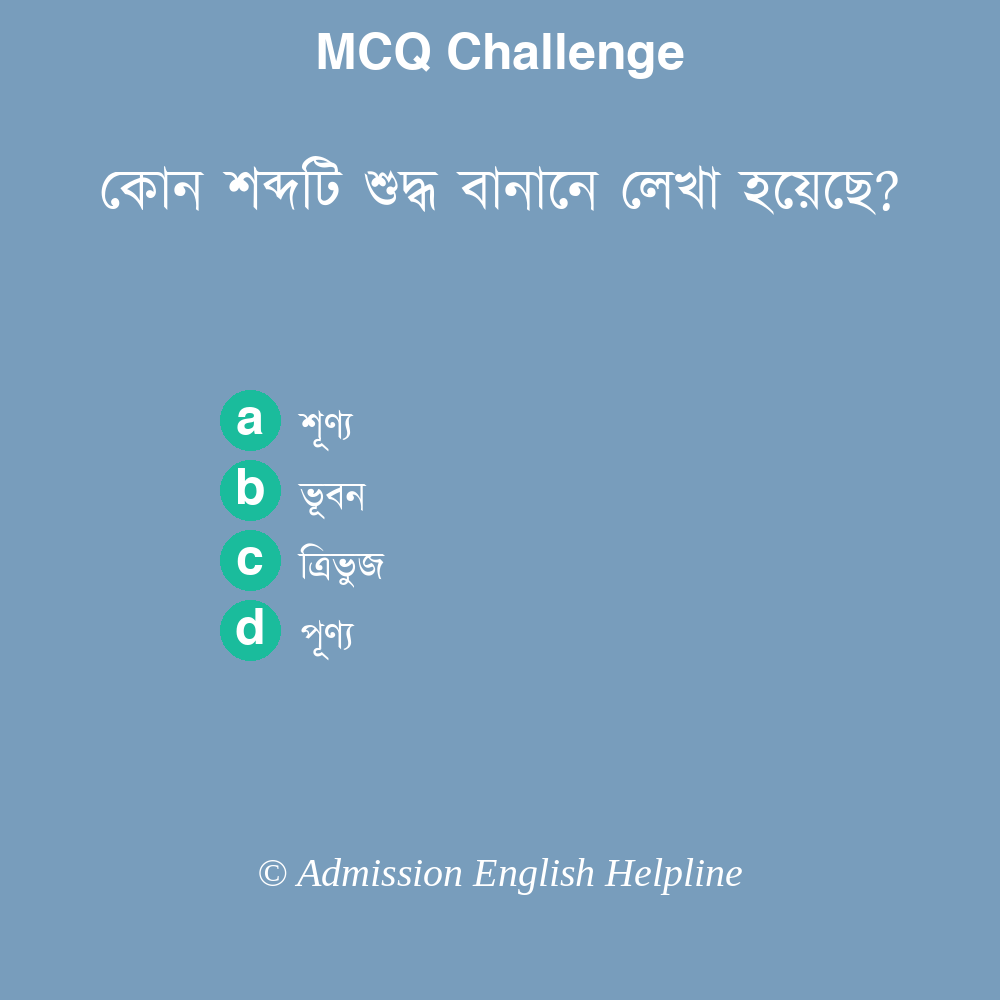 MCQ Challenge
কোন শব্দটি শুদ্ধ বানানে লেখা হয়েছে?
a শূণ্য
b ভূবন
c ত্রিভুজ
d পূণ্য
© Admission English Helpline